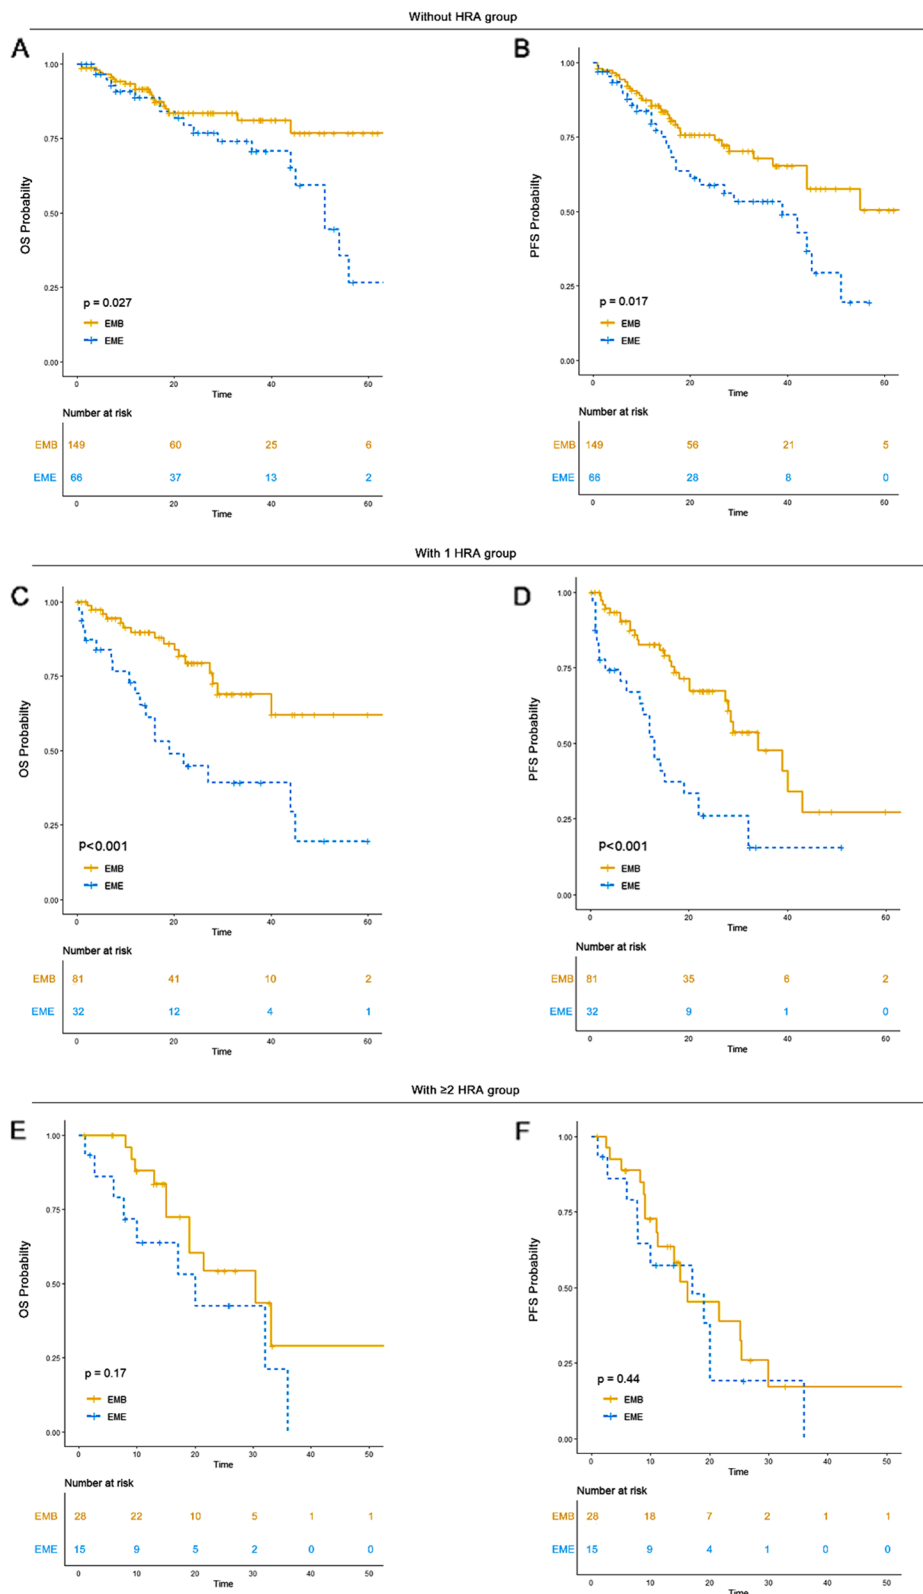 Without HRA group
A
B
1.00
0.75
0.50
0.25
0.00
OS Probability
p = 0.027
EMB
EME
0 20 40 60
Time
Number at risk
EMB 149 60 25 6
EME 66 37 13 2
0 20 40 60
Time
1.00
0.75
0.50
0.25
0.00
PFS Probability
p = 0.017
EMB
EME
0 20 40 60
Time
Number at risk
EMB 149 56 21 5
EME 66 28 8 0
0 20 40 60
Time
With 1 HRA group
C
D
1.00
0.75
0.50
0.25
0.00
OS Probability
p<0.001
EMB
EME
0 20 40 60
Time
Number at risk
EMB 81 41 10 2
EME 32 12 4 1
0 20 40 60
Time
1.00
0.75
0.50
0.25
0.00
PFS Probability
p<0.001
EMB
EME
0 20 40 60
Time
Number at risk
EMB 81 35 6 2
EME 32 9 1 0
0 20 40 60
Time
With ≥2 HRA group
E
F
1.00
0.75
0.50
0.25
0.00
OS Probability
p = 0.17
EMB
EME
0 10 20 30 40 50
Time
Number at risk
EMB 28 22 10 5 1 1
EME 15 9 5 2 0 0
0 10 20 30 40 50
Time
1.00
0.75
0.50
0.25
0.00
PFS Probability
p = 0.44
EMB
EME
0 10 20 30 40 50
Time
Number at risk
EMB 28 18 7 2 1 1
EME 15 9 4 1 0 0
0 10 20 30 40 50
Time